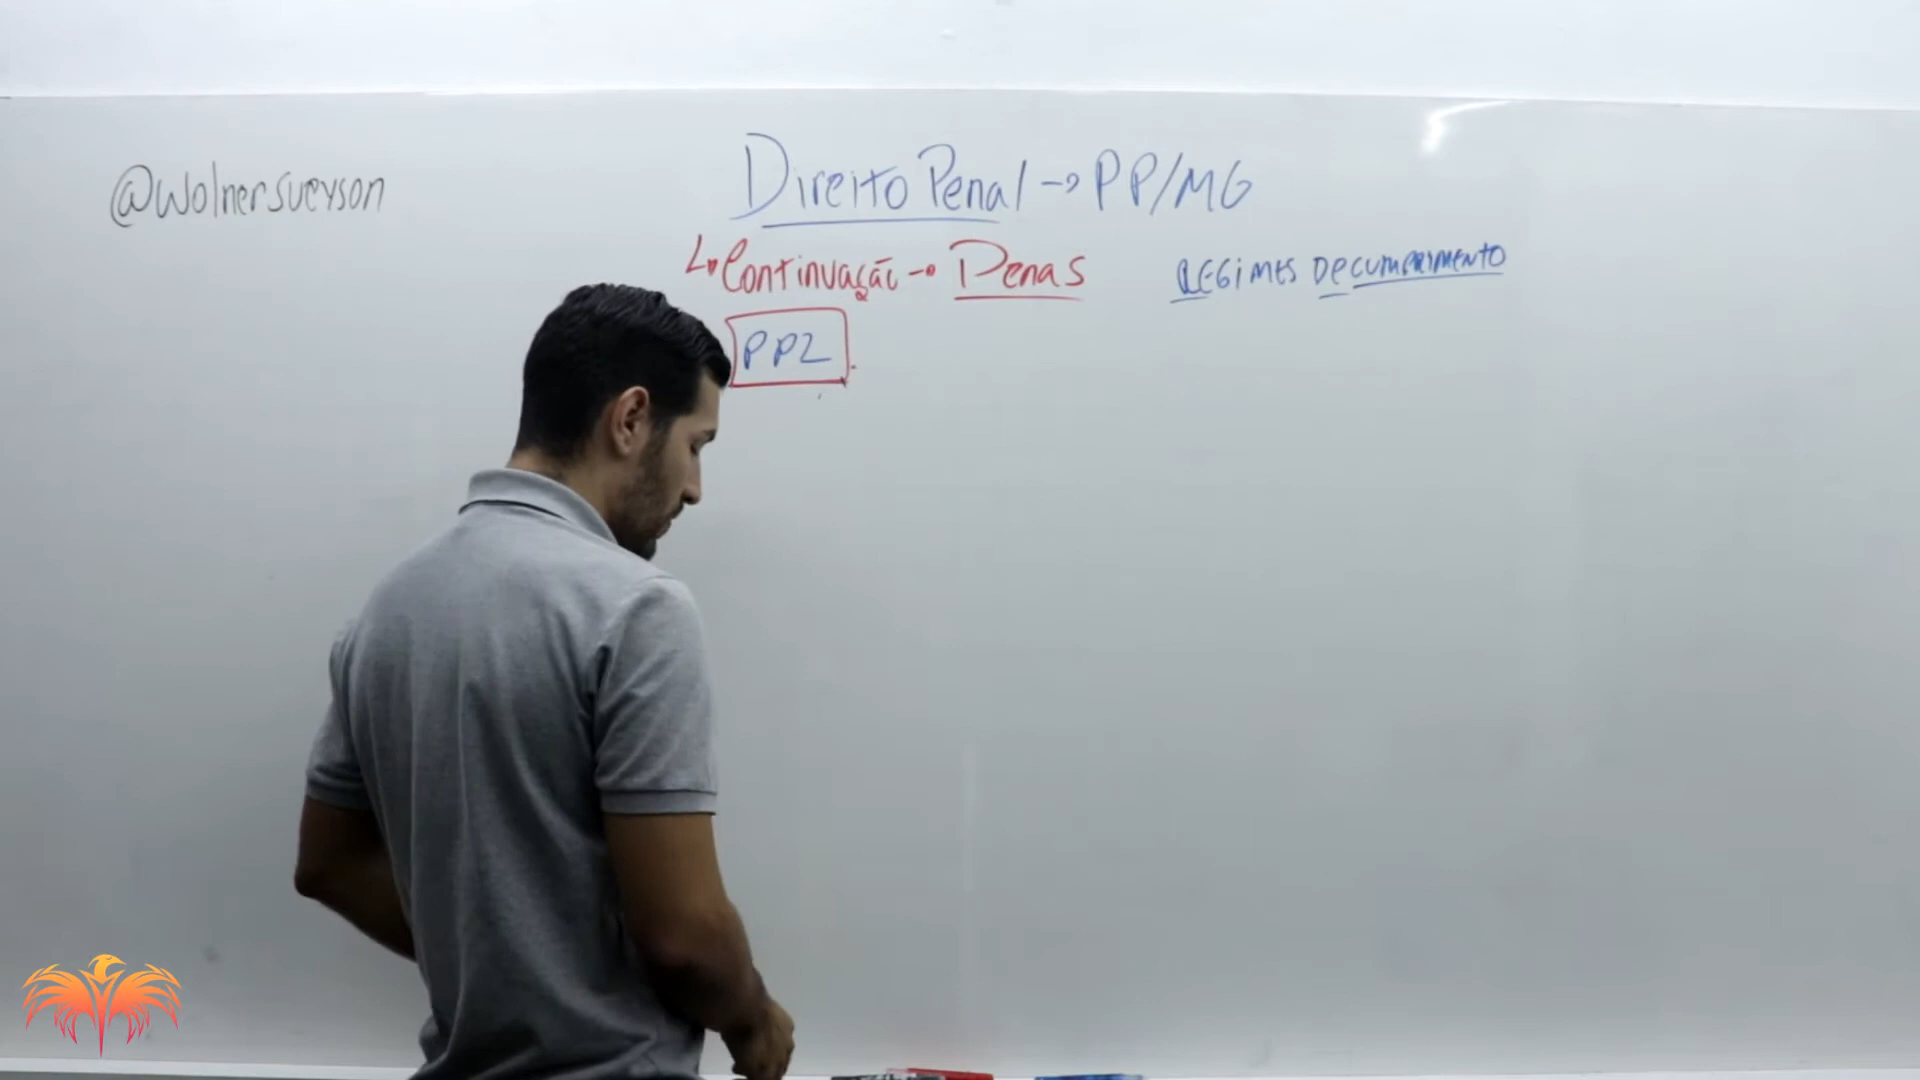 @wolnersueyson
Direito Penal → PP/MG
↳ Continuação → Penas
REGIMES DE CUMPRIMENTO
PPL